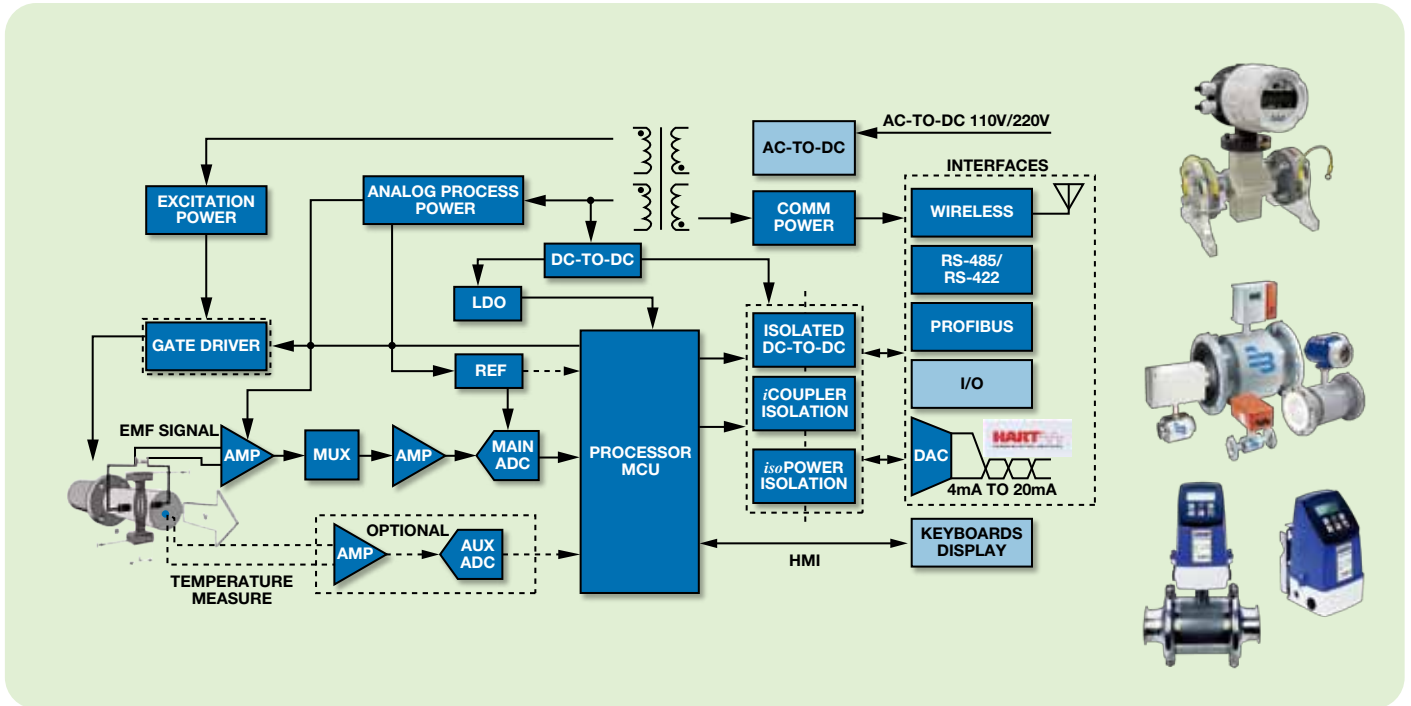 AC-TO-DC 110V/220V
AC-TO-DC
INTERFACES
EXCITATION
POWER
ANALOG PROCESS
POWER
COMM
POWER
WIRELESS
DC-TO-DC
RS-485/
RS-422
LDO
GATE DRIVER
ISOLATED
DC-TO-DC
PROFIBUS
REF
I/O
iCOUPLER
ISOLATION
EMF SIGNAL
AMP
MUX
AMP
MAIN
ADC
PROCESSOR
MCU
isoPOWER
ISOLATION
DAC
HART
4mA TO 20mA
OPTIONAL
AMP
AUX
ADC
TEMPERATURE
MEASURE
HMI
KEYBOARDS
DISPLAY